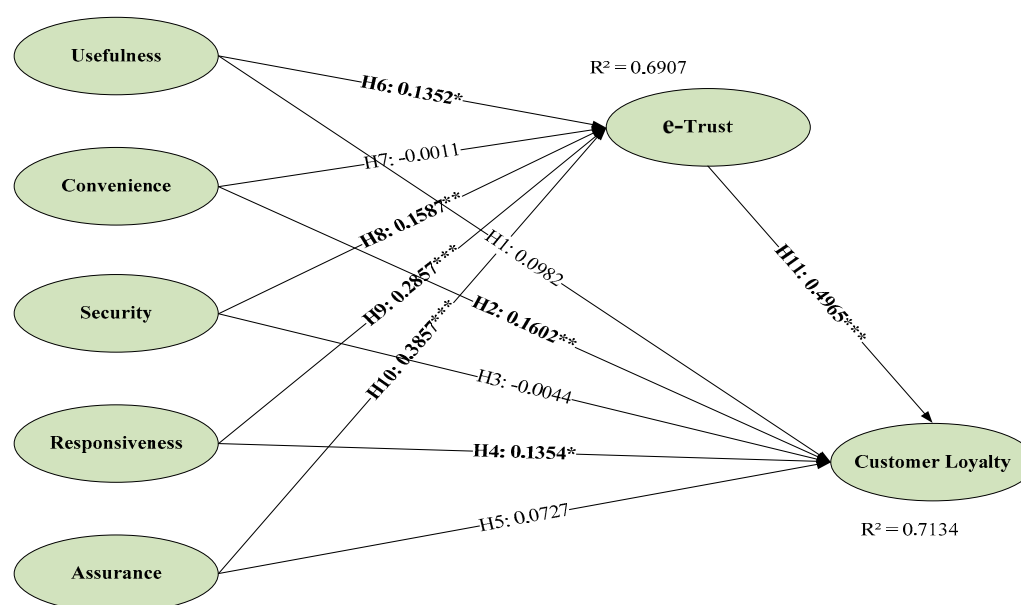 Usefulness
R² = 0.6907
H6: 0.1352*
e-Trust
H7: -0.0011
Convenience
H8: 0.1587**
H1: 0.0982
H9: 0.2857***
H11: 0.4965***
Security
H2: 0.1602**
H10: 0.3857***
H3: -0.0044
Responsiveness
H4: 0.1354*
Customer Loyalty
H5: 0.0727
R² = 0.7134
Assurance